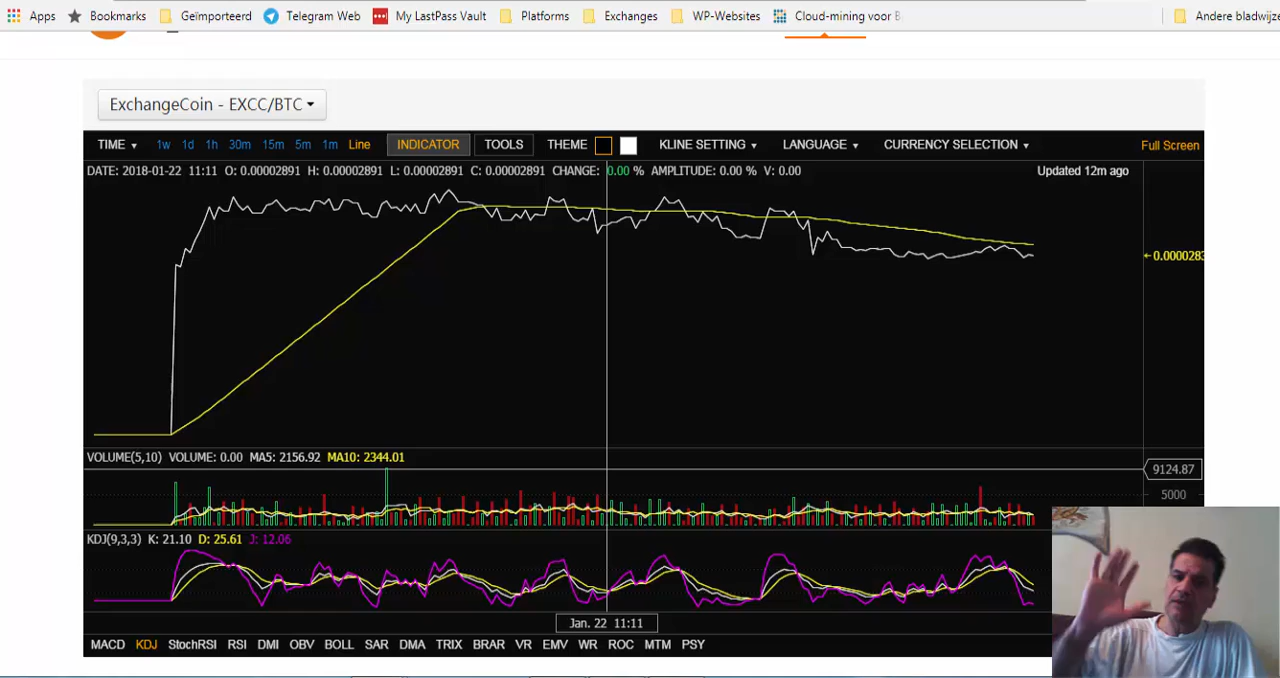 Apps Bookmarks Geïmporteerd Telegram Web My LastPass Vault Platforms Exchanges WP-Websites Cloud-mining voor B Andere bladwijze
ExchangeCoin - EXCC/BTC
TIME 1w 1d 1h 30m 15m 5m 1m Line INDICATOR TOOLS THEME KLINE SETTING LANGUAGE CURRENCY SELECTION Full Screen
DATE: 2018-01-22 11:11 O: 0.00002891 H: 0.00002891 L: 0.00002891 C: 0.00002891 CHANGE: 0.00 % AMPLITUDE: 0.00 % V: 0.00 Updated 12m ago
0.0000283
VOLUME(5,10) VOLUME: 0.00 MA5: 2156.92 MA10: 2344.01
9124.87
5000
KDJ(9,3,3) K: 21.10 D: 25.61 J: 12.06
Jan. 22 11:11
MACD KDJ StochRSI RSI DMI OBV BOLL SAR DMA TRIX BRAR VR EMV WR ROC MTM PSY